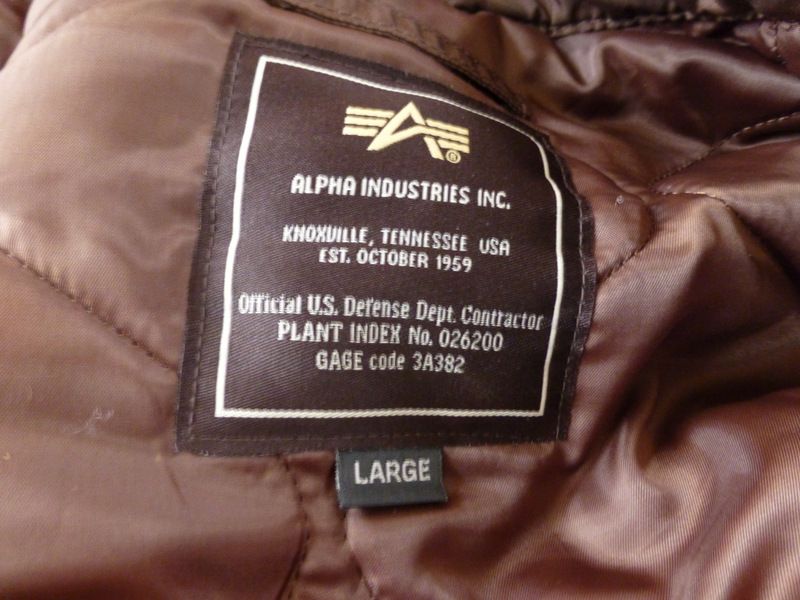 ®
ALPHA INDUSTRIES INC.
KNOXVILLE, TENNESSEE USA
EST. OCTOBER 1959
Official U.S. Defense Dept. Contractor
PLANT INDEX No. 026200
GAGE code 3A382
LARGE